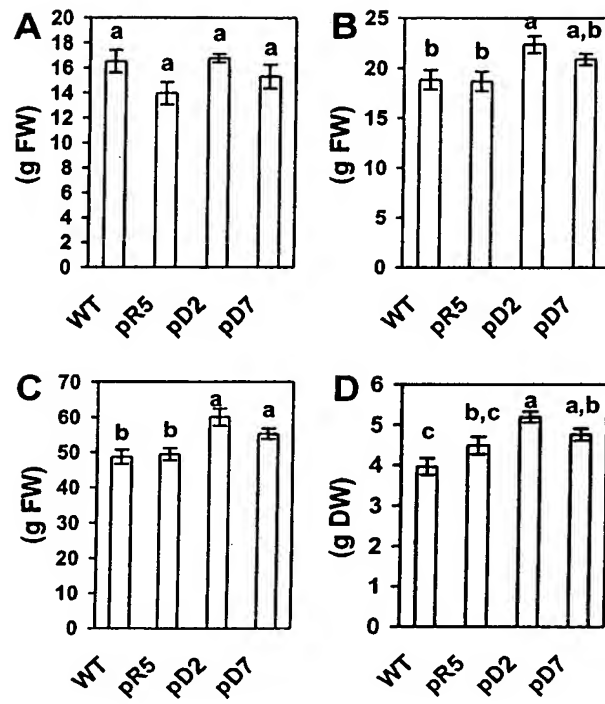 A
(g FW)
20
18
16
14
12
10
8
6
4
2
0
a a a a
WT pR5 pD2 pD7
B
(g FW)
25
20
15
10
5
0
b b a a,b
WT pR5 pD2 pD7
C
(g FW)
70
60
50
40
30
20
10
0
b b a a
WT pR5 pD2 pD7
D
(g DW)
6
5
4
3
2
1
0
c b,c a a,b
WT pR5 pD2 pD7